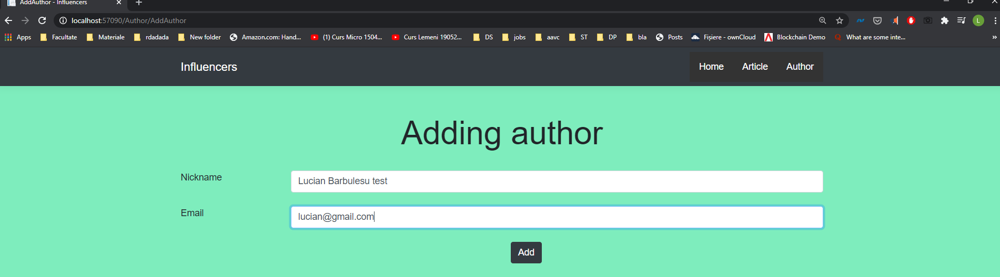 AddAuthor - Influencers
localhost:57090/Author/AddAuthor
L
Apps Facultate Materiale rdadada New folder Amazon.com: Hand... (1) Curs Micro 1504... Curs Lemeni 19052... DS jobs aavc ST DP bla Posts Fișiere - ownCloud Blockchain Demo What are some inte... »
Influencers Home Article Author
Adding author
Nickname Lucian Barbulesu test
Email lucian@gmail.com
Add